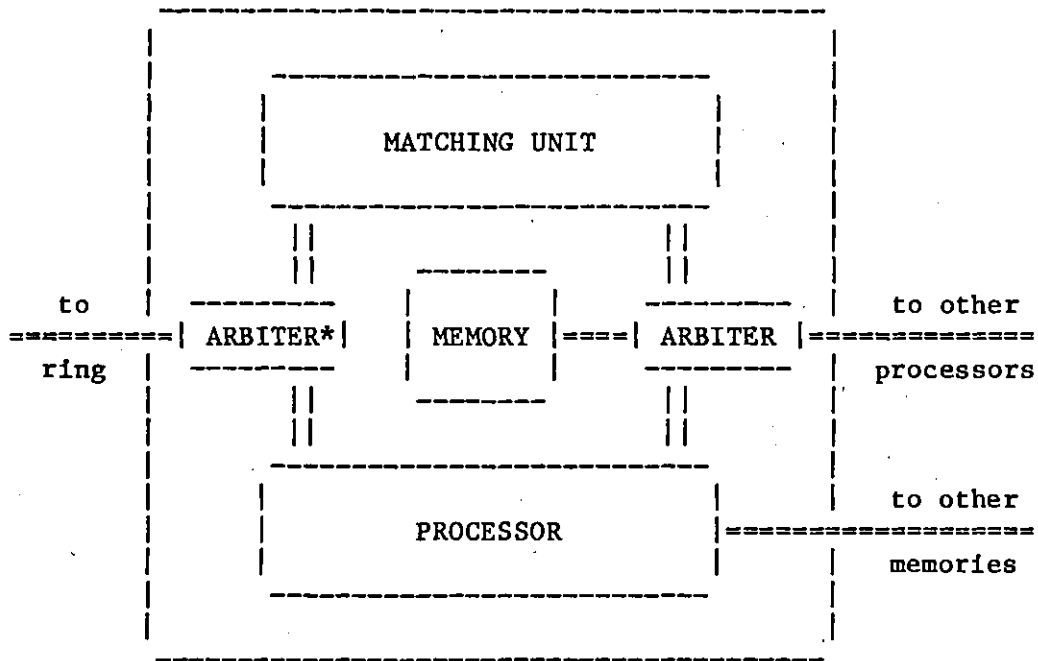 MATCHING UNIT
to
ARBITER*
MEMORY
ARBITER
to other
ring
processors
PROCESSOR
to other
memories